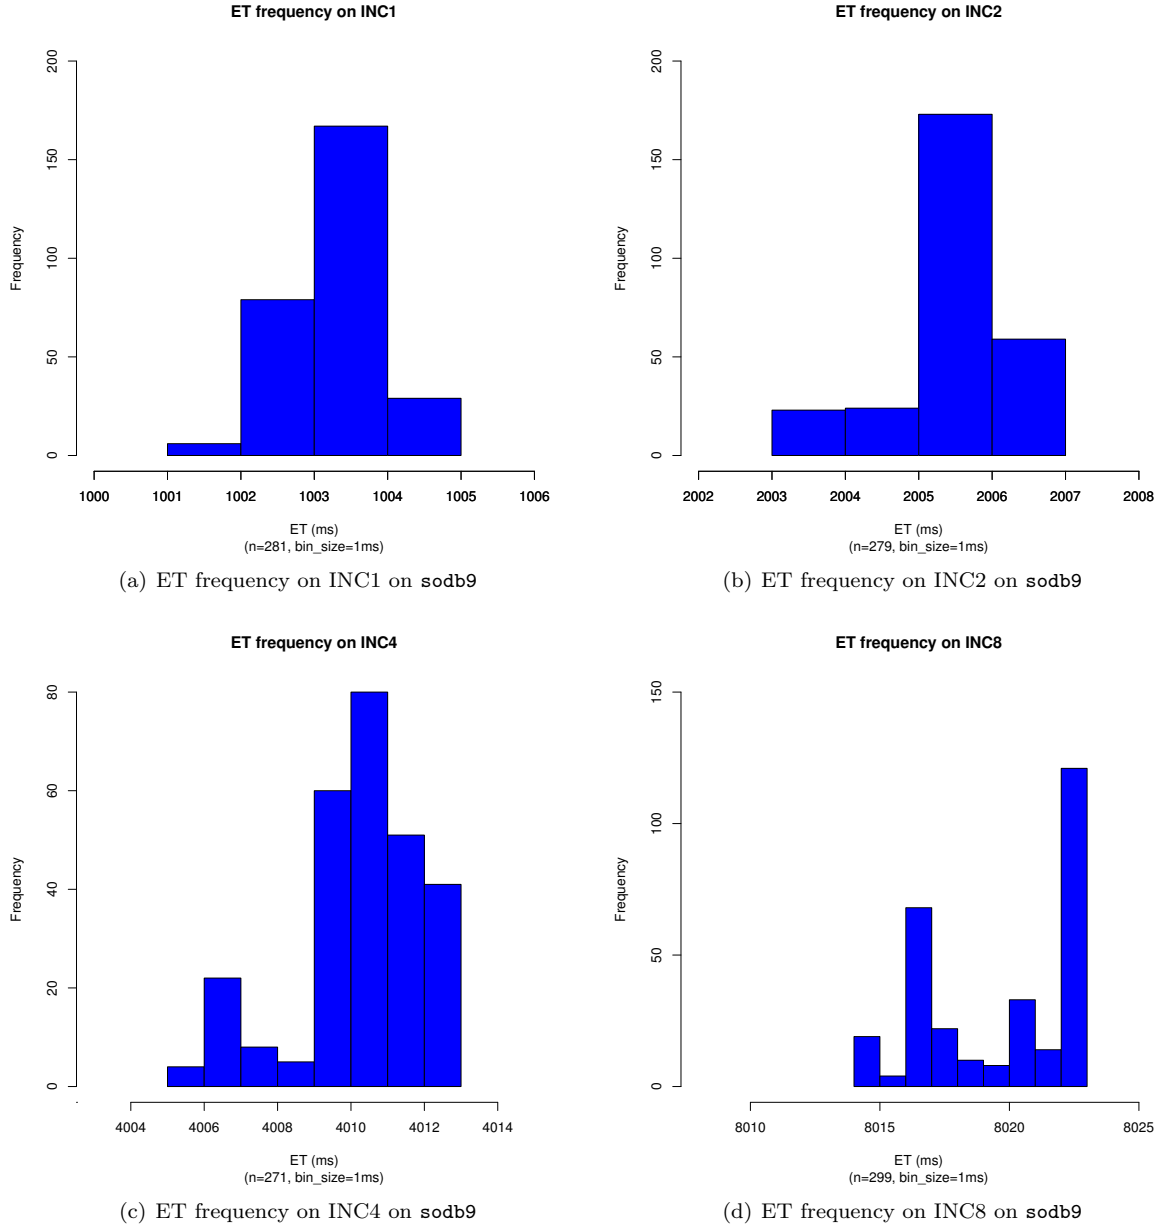 ET frequency on INC1
200
150
100
50
0
Frequency
1000 1001 1002 1003 1004 1005 1006
ET (ms)
(n=281, bin_size=1ms)
(a) ET frequency on INC1 on sodb9
ET frequency on INC2
200
150
100
50
0
Frequency
2002 2003 2004 2005 2006 2007 2008
ET (ms)
(n=279, bin_size=1ms)
(b) ET frequency on INC2 on sodb9
ET frequency on INC4
80
60
40
20
0
Frequency
4004 4006 4008 4010 4012 4014
ET (ms)
(n=271, bin_size=1ms)
(c) ET frequency on INC4 on sodb9
ET frequency on INC8
150
100
50
0
Frequency
8010 8015 8020 8025
ET (ms)
(n=299, bin_size=1ms)
(d) ET frequency on INC8 on sodb9